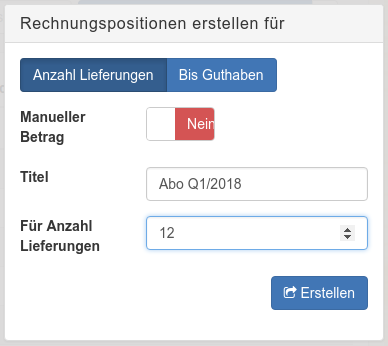 Rechnungspositionen erstellen für
Anzahl Lieferungen Bis Guthaben
Manueller
Betrag
Nein
Titel
Abo Q1/2018
Für Anzahl
Lieferungen
12
Erstellen